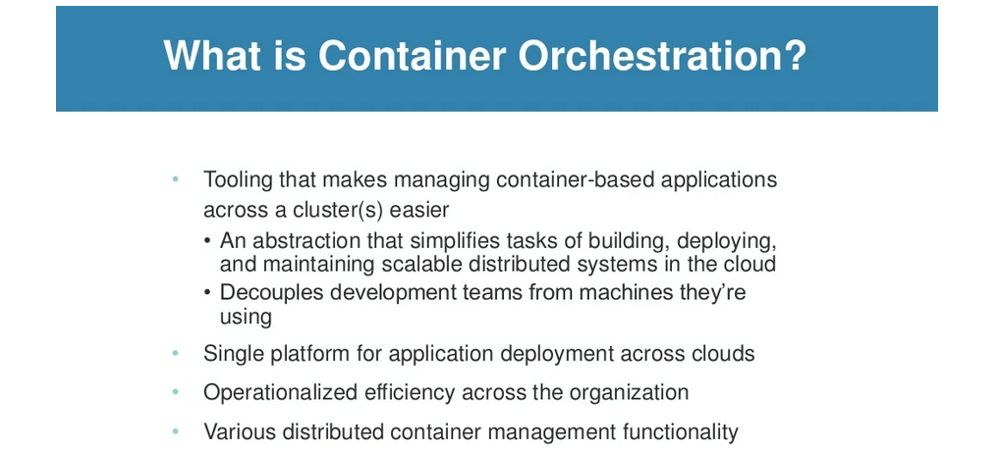 What is Container Orchestration?
• Tooling that makes managing container-based applications
across a cluster(s) easier
• An abstraction that simplifies tasks of building, deploying,
and maintaining scalable distributed systems in the cloud
• Decouples development teams from machines they’re
using
• Single platform for application deployment across clouds
• Operationalized efficiency across the organization
• Various distributed container management functionality